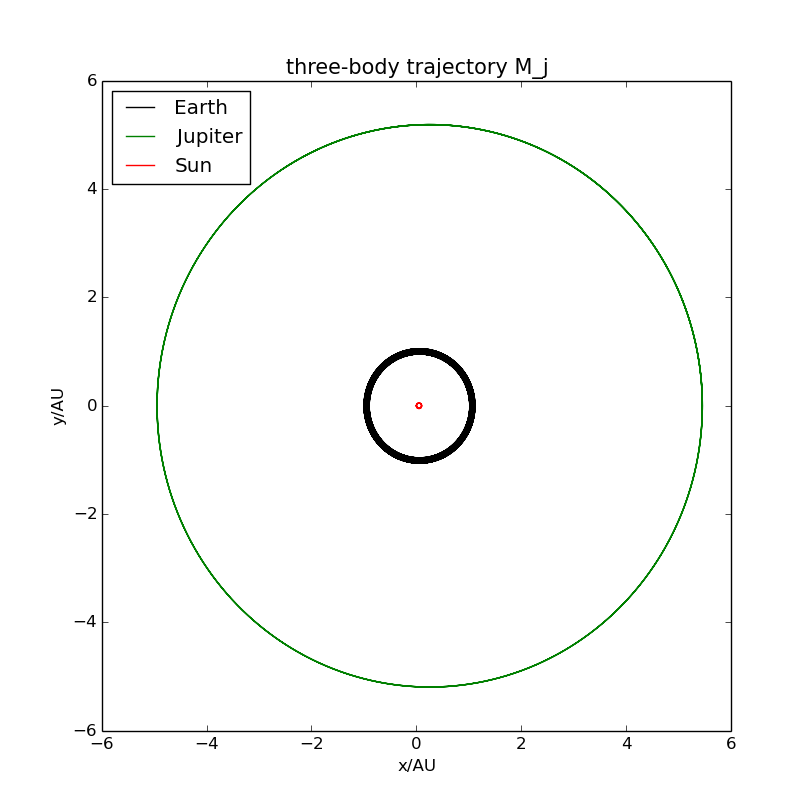 three-body trajectory M_j
Earth
Jupiter
Sun
6
4
2
0
−2
−4
−6
y/AU
−6 −4 −2 0 2 4 6
x/AU